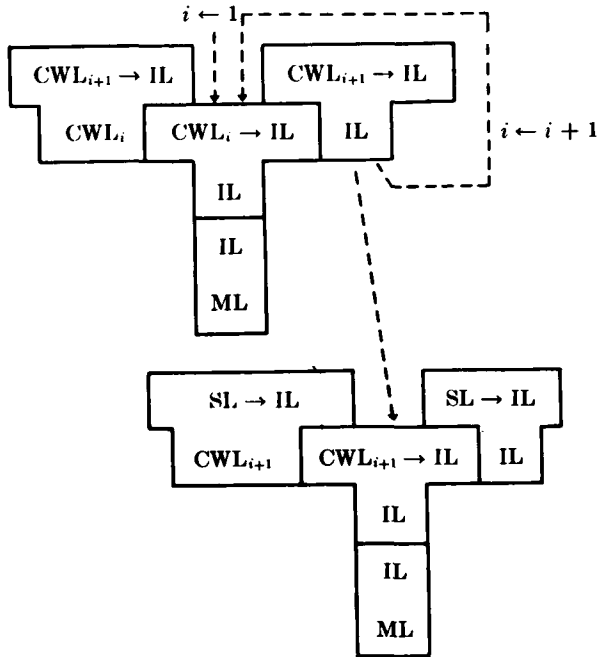 i ← 1
CWL_{i+1} → IL CWL_{i+1} → IL
CWL_i CWL_i → IL IL i ← i + 1
IL
IL
ML
SL → IL SL → IL
CWL_{i+1} CWL_{i+1} → IL IL
IL
IL
ML